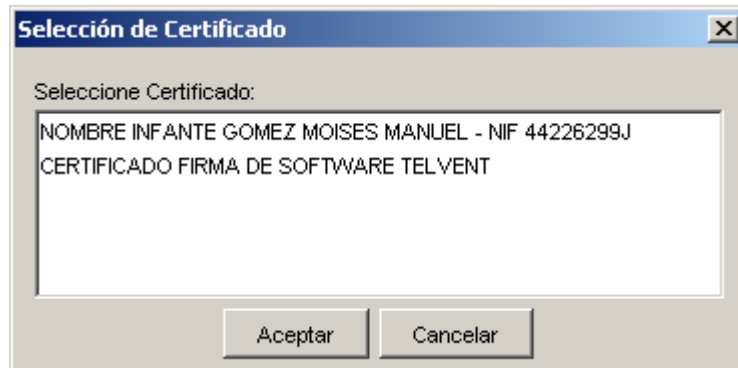 Selección de Certificado
Seleccione Certificado:
NOMBRE INFANTE GOMEZ MOISES MANUEL - NIF 44226299J
CERTIFICADO FIRMA DE SOFTWARE TELVENT
Aceptar Cancelar